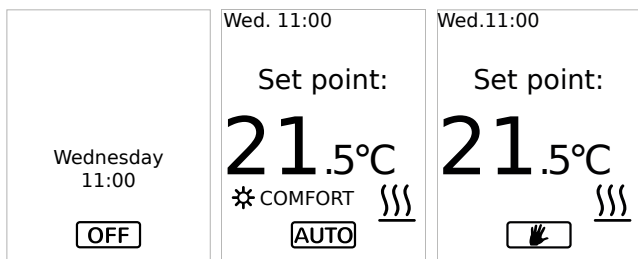 Wednesday
11:00
OFF
Wed. 11:00
Set point:
21.5°C
COMFORT
AUTO
Wed.11:00
Set point:
21.5°C